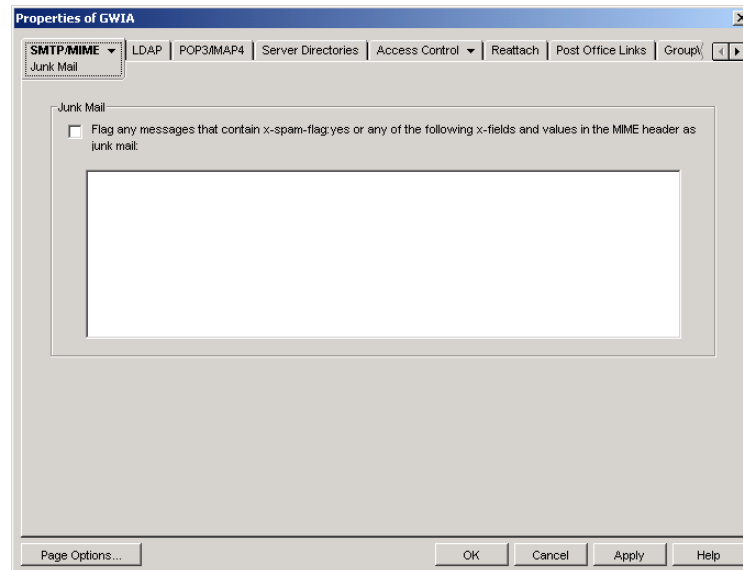 Properties of GWIA
SMTP/MIME LDAP POP3/IMAP4 Server Directories Access Control Reattach Post Office Links
Junk Mail
Junk Mail
Flag any messages that contain x-spam-flag:yes or any of the following x-fields and values in the MIME header as
junk mail:
Page Options... OK Cancel Apply Help